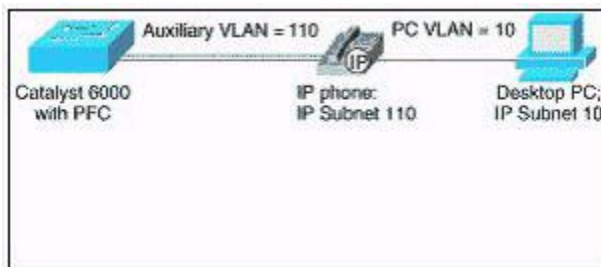 Auxiliary VLAN = 110
PC VLAN = 10
IP
Catalyst 6000
with PFC
IP phone:
IP Subnet 110
Desktop PC;
IP Subnet 10